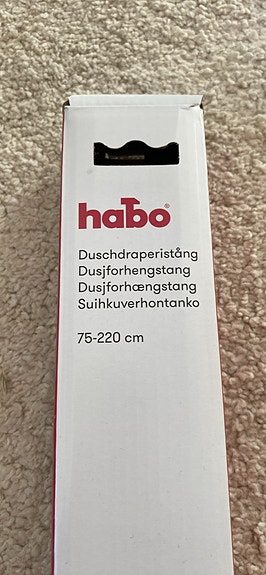 habo®
Duschdraperistång
Dusjforhengstang
Dusjforhængstang
Suihkuverhontanko
75-220 cm